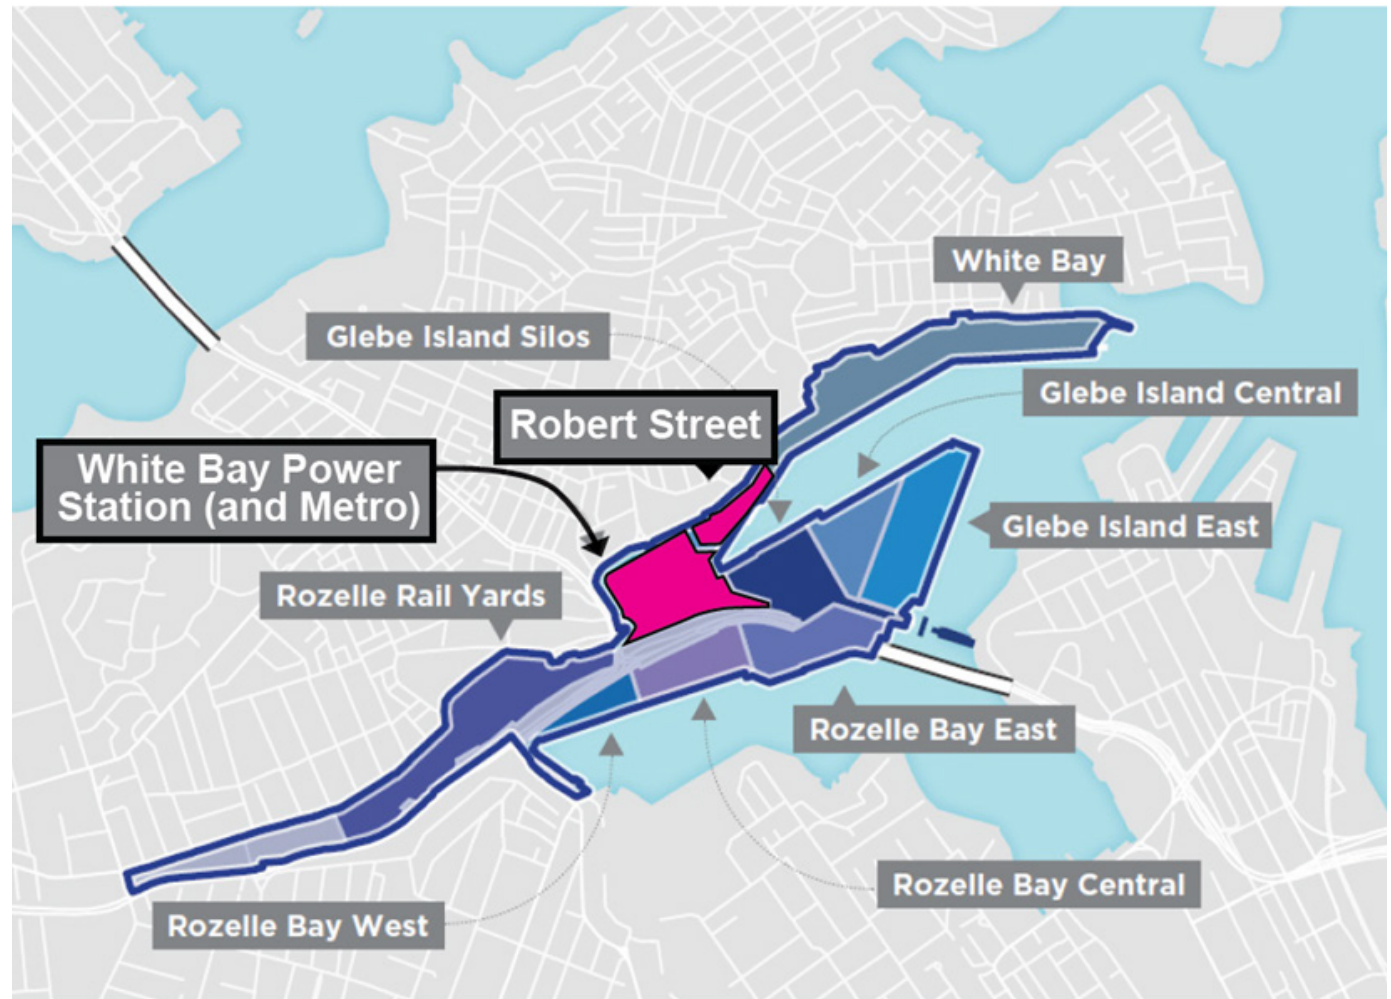 White Bay
Glebe Island Silos
Glebe Island Central
Robert Street
White Bay Power
Station (and Metro)
Glebe Island East
Rozelle Rail Yards
Rozelle Bay East
Rozelle Bay Central
Rozelle Bay West